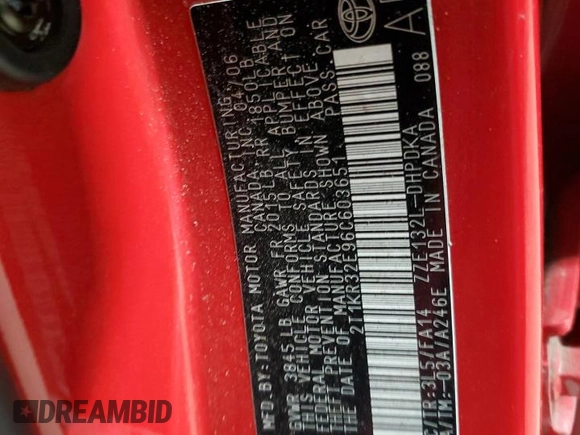 MFD.BY:TOYOTA MOTOR MANUFACTURING
CANADA INC. 04/06
GVWR 3845LB GAWR FR 2015LB RR 1850LB
THIS VEHICLE CONFORMS TO ALL APPLICABLE
FEDERAL MOTOR VEHICLE SAFETY, BUMPER, AND
THEFT PREVENTION STANDARDS IN EFFECT ON
THE DATE OF MANUFACTURE SHOWN ABOVE.
2T1KR32E96C603651 PASS. CAR
C/TR:3L5/FA14 ZZE132L-DHPDKA
A/TM:-03A/A246E MADE IN CANADA 088
DREAMBID